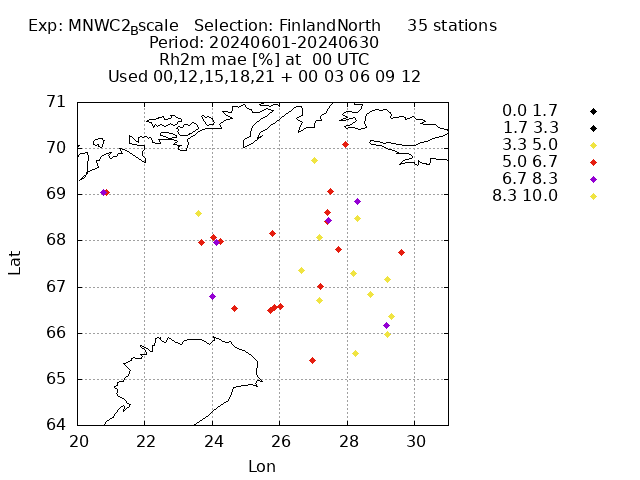 Exp: MNWC2Bscale   Selection: FinlandNorth      35 stations
Period: 20240601-20240630
Rh2m mae [%] at  00 UTC
Used 00,12,15,18,21 + 00 03 06 09 12
0.0 1.7
1.7 3.3
3.3 5.0
5.0 6.7
6.7 8.3
8.3 10.0
71
70
69
68
67
66
65
64
Lat
20 22 24 26 28 30
Lon